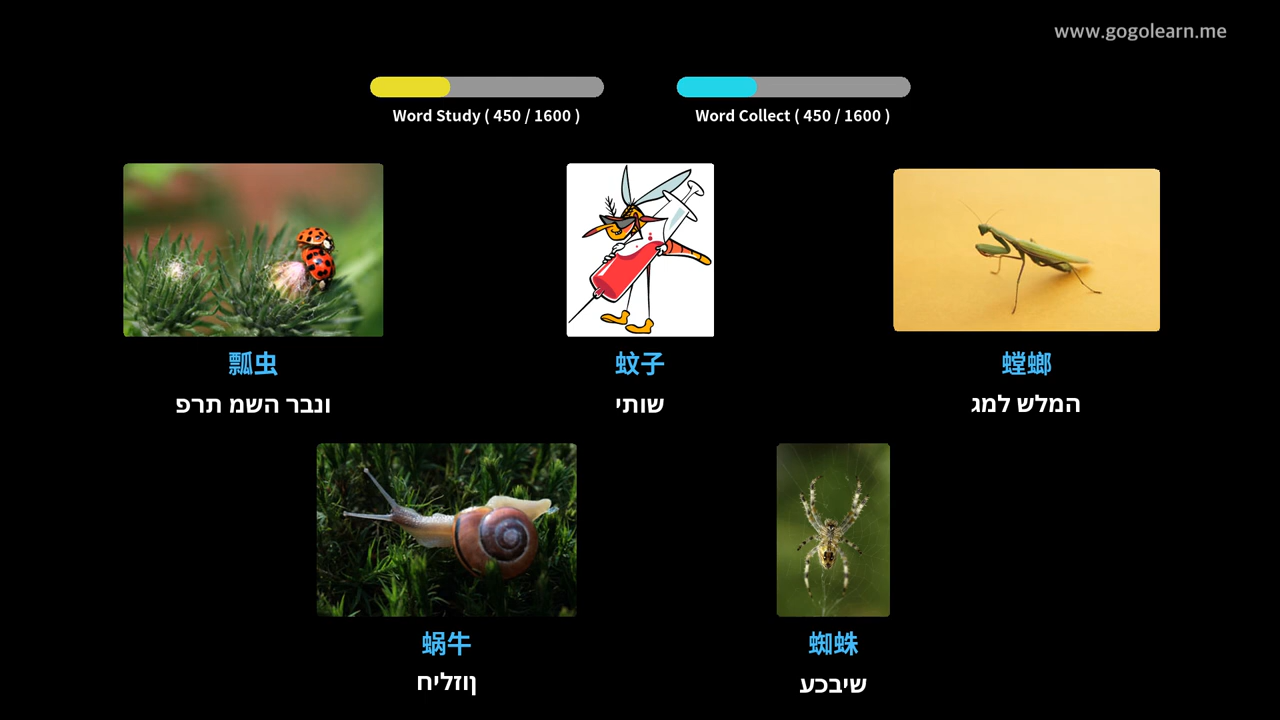 www.gogolearn.me
Word Study ( 450 / 1600 )
Word Collect ( 450 / 1600 )
瓢虫
ונבר השמ תרפ
蚊子
שותי
螳螂
המלש למג
蜗牛
ןוזליח
蜘蛛
שיבכע